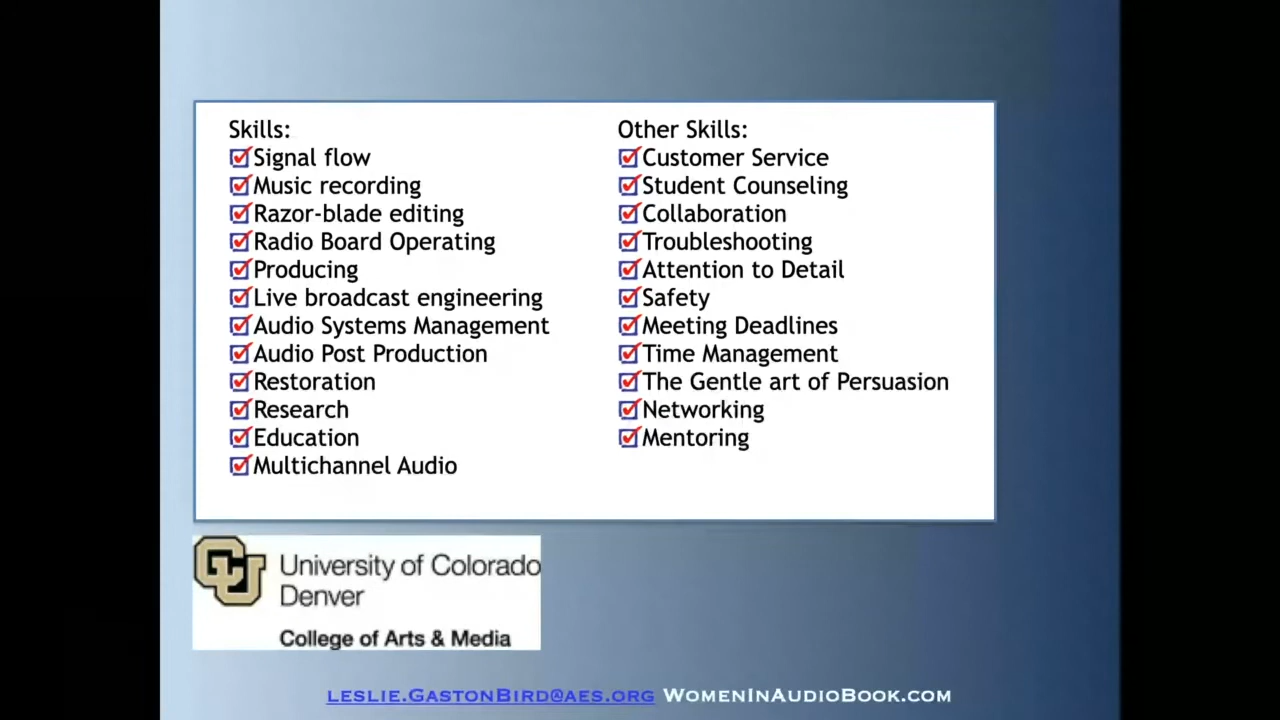 Skills:
Signal flow
Music recording
Razor-blade editing
Radio Board Operating
Producing
Live broadcast engineering
Audio Systems Management
Audio Post Production
Restoration
Research
Education
Multichannel Audio
Other Skills:
Customer Service
Student Counseling
Collaboration
Troubleshooting
Attention to Detail
Safety
Meeting Deadlines
Time Management
The Gentle art of Persuasion
Networking
Mentoring
CU
University of Colorado
Denver
College of Arts & Media
LESLIE.GASTONBIRD@AES.ORG WOMENINAUDIOBOOK.COM